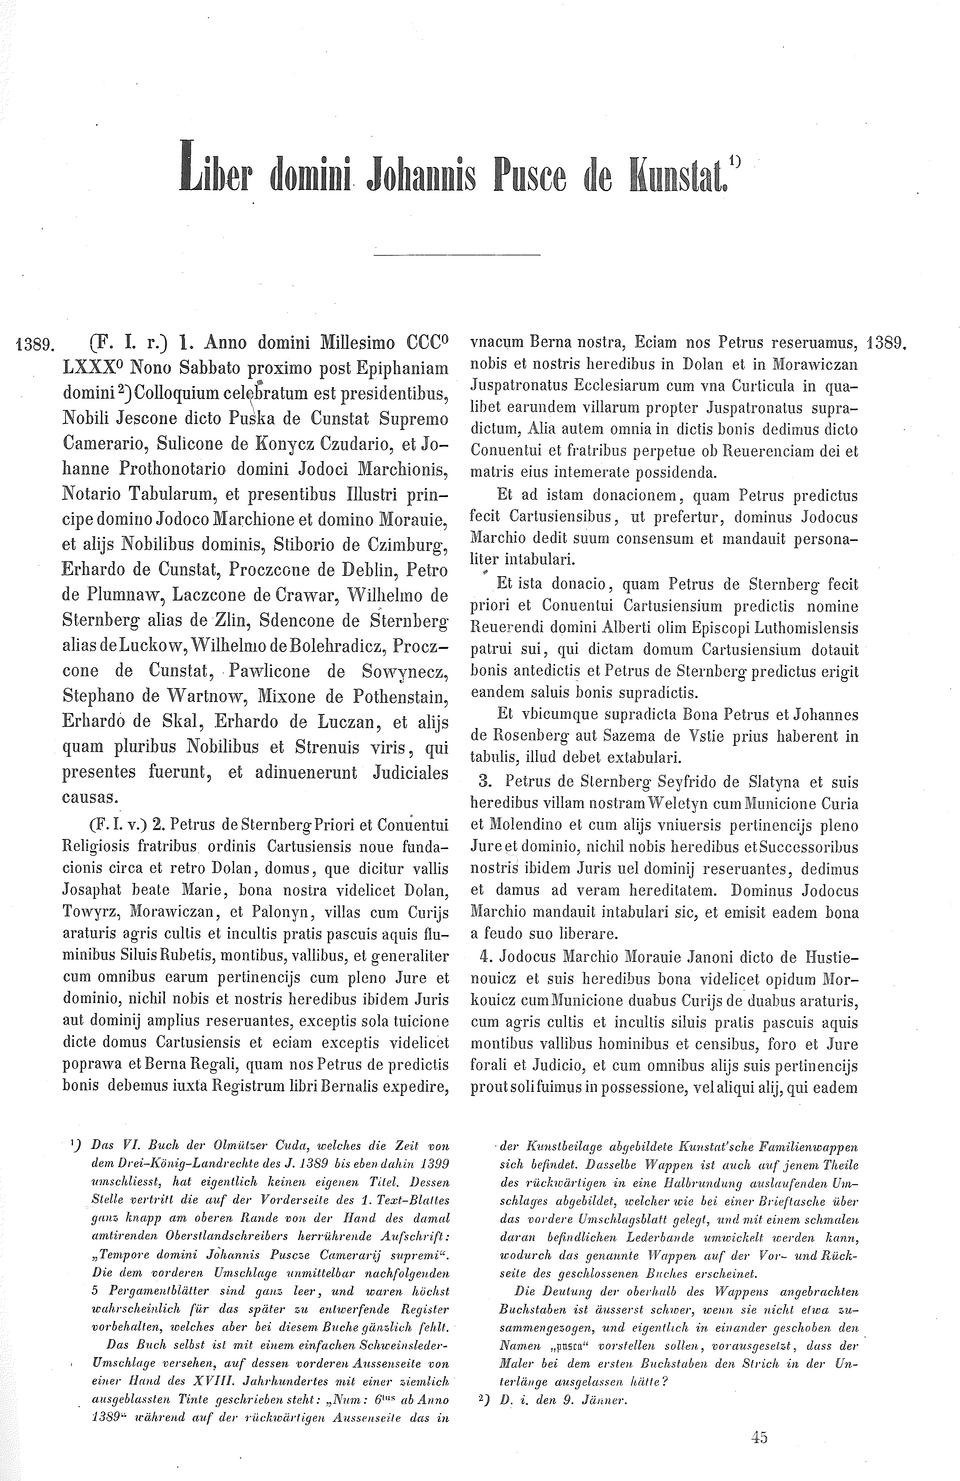 Liber domini Johannis Pusce de Kunstat.¹)
1389. (F. I. r.) 1. Anno domini Millesimo CCC⁰
LXXX⁰ Nono Sabbato proximo post Epiphaniam
domini ²) Colloquium celebratum est presidentibus,
Nobili Jescone dicto Puska de Cunstat Supremo
Camerario, Sulicone de Konycz Czudario, et Jo-
hanne Prothonotario domini Jodoci Marchionis,
Notario Tabularum, et presentibus Illustri prin-
cipe domino Jodoco Marchione et domino Morauie,
et alijs Nobilibus dominis, Stiborio de Czimburg,
Erhardo de Cunstat, Proczcone de Deblin, Petro
de Plumnaw, Laczcone de Crawar, Wilhelmo de
Sternberg alias de Zlin, Sdencone de Sternberg
alias de Luckow, Wilhelmo de Bolehradicz, Procz-
cone de Cunstat, Pawlicone de Sowynecz,
Stephano de Wartnow, Mixone de Pothenstain,
Erhardo de Skal, Erhardo de Luczan, et alijs
quam pluribus Nobilibus et Strenuis viris, qui
presentes fuerunt, et adinuenerunt Judiciales
causas.
(F. I. v.) 2. Petrus de Sternberg Priori et Conuentui
Religiosis fratribus ordinis Cartusiensis noue funda-
cionis circa et retro Dolan, domus, que dicitur vallis
Josaphat beate Marie, bona nostra videlicet Dolan,
Towyrz, Morawiczan, et Palonyn, villas cum Curijs
araturis agris cultis et incultis pratis pascuis aquis flu-
minibus Siluis Rubetis, montibus, vallibus, et generaliter
cum omnibus earum pertinencijs cum pleno Jure et
dominio, nichil nobis et nostris heredibus ibidem Juris
aut dominij amplius reseruantes, exceptis sola tuicione
dicte domus Cartusiensis et eciam exceptis videlicet
poprawa et Berna Regali, quam nos Petrus de predictis
bonis debemus iuxta Registrum libri Bernalis expedire,
vnacum Berna nostra, Eciam nos Petrus reseruamus, 1389.
nobis et nostris heredibus in Dolan et in Morawiczan
Juspatronatus Ecclesiarum cum vna Curticula in qua-
libet earundem villarum propter Juspatronatus supra-
dictum, Alia autem omnia in dictis bonis dedimus dicto
Conuentui et fratribus perpetue ob Reuerenciam dei et
matris eius intemerate possidenda.
Et ad istam donacionem, quam Petrus predictus
fecit Cartusiensibus, ut prefertur, dominus Jodocus
Marchio dedit suum consensum et mandauit persona-
liter intabulari.
Et ista donacio, quam Petrus de Sternberg fecit
priori et Conuentui Cartusiensium predictis nomine
Reuerendi domini Alberti olim Episcopi Luthomislensis
patrui sui, qui dictam domum Cartusiensium dotauit
bonis antedictis et Petrus de Sternberg predictus erigit
eandem saluis bonis supradictis.
Et vbicumque supradicta Bona Petrus et Johannes
de Rosenberg aut Sazema de Vstie prius haberent in
tabulis, illud debet extabulari.
3. Petrus de Sternberg Seyfrido de Slatyna et suis
heredibus villam nostram Weletyn cum Municione Curia
et Molendino et cum alijs vniuersis pertinencijs pleno
Jure et dominio, nichil nobis heredibus et Successoribus
nostris ibidem Juris uel dominij reseruantes, dedimus
et damus ad veram hereditatem. Dominus Jodocus
Marchio mandauit intabulari sic, et emisit eadem bona
a feudo suo liberare.
4. Jodocus Marchio Morauie Janoni dicto de Hustie-
nouicz et suis heredibus bona videlicet opidum Mor-
kouicz cum Municione duabus Curijs de duabus araturis,
cum agris cultis et incultis siluis pratis pascuis aquis
montibus vallibus hominibus et censibus, foro et Jure
forali et Judicio, et cum omnibus alijs suis pertinencijs
prout soli fuimus in possessione, vel aliqui alij, qui eadem
¹) Das VI. Buch der Olmützer Cuda, welches die Zeit von
dem Drei-König-Landrechte des J. 1389 bis eben dahin 1399
umschliesst, hat eigentlich keinen eigenen Titel. Dessen
Stelle vertritt die auf der Vorderseite des 1. Text-Blattes
ganz knapp am oberen Rande von der Hand des damal
amtirenden Oberstlandschreibers herrührende Aufschrift:
„Tempore domini Johannis Puscze Camerarij supremi“.
Die dem vorderen Umschlage unmittelbar nachfolgenden
5 Pergamentblätter sind ganz leer, und waren höchst
wahrscheinlich für das später zu entwerfende Register
vorbehalten, welches aber bei diesem Buche gänzlich fehlt.
Das Buch selbst ist mit einem einfachen Schweinsleder-
Umschlage versehen, auf dessen vorderen Aussenseite von
einer Hand des XVIII. Jahrhundertes mit einer ziemlich
ausgeblassten Tinte geschrieben steht: „Num: 6ᵗᵘˢ ab Anno
1389“ während auf der rückwärtigen Aussenseite das in
der Kunstbeilage abgebildete Kunstat'sche Familienwappen
sich befindet. Dasselbe Wappen ist auch auf jenem Theile
des rückwärtigen in eine Halbrundung auslaufenden Um-
schlages abgebildet, welcher wie bei einer Brieftasche über
das vordere Umschlagsblatt gelegt, und mit einem schmalen
daran befindlichen Lederbande umwickelt werden kann,
wodurch das genannte Wappen auf der Vor- und Rück-
seite des geschlossenen Buches erscheinet.
Die Deutung der oberhalb des Wappens angebrachten
Buchstaben ist äusserst schwer, wenn sie nicht etwa zu-
sammengezogen, und eigentlich in einander geschoben den
Namen „pusca“ vorstellen sollen, vorausgesetzt, dass der
Maler bei dem ersten Buchstaben den Strich in der Un-
terlänge ausgelassen hätte?
²) D. i. den 9. Jänner.
45